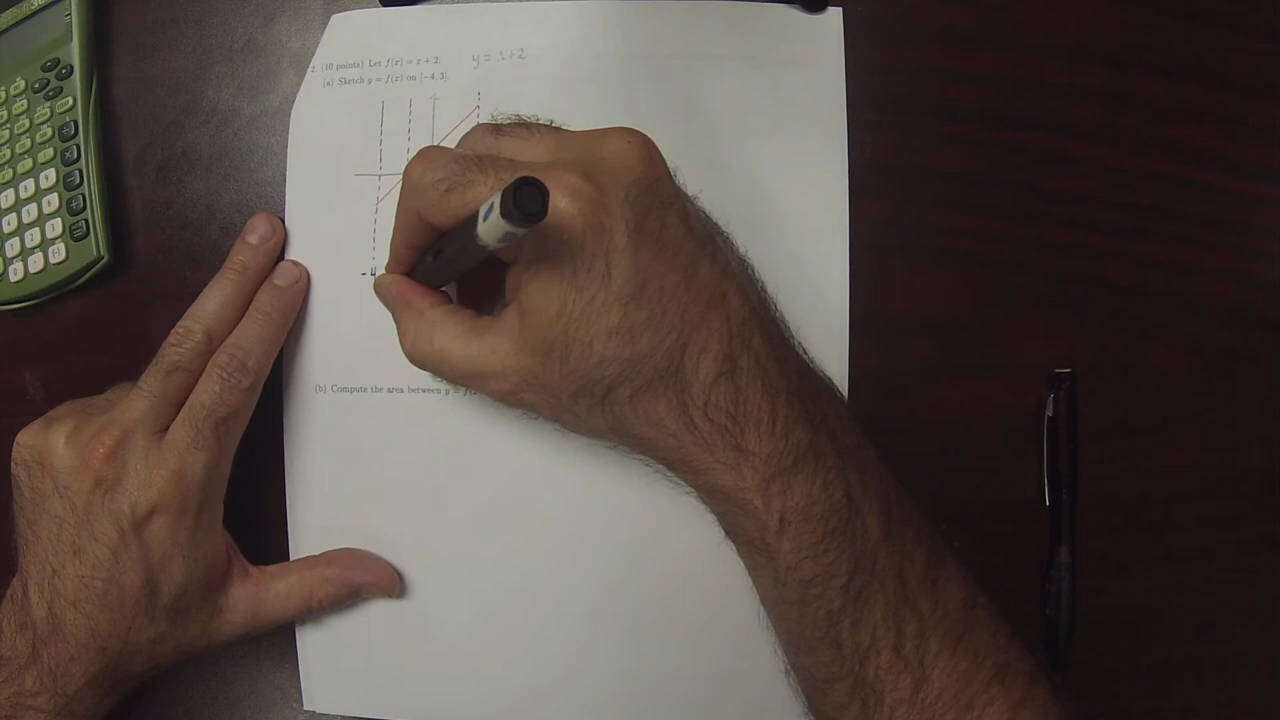 2. (10 points) Let f(x) = x + 2. y = x+2
(a) Sketch y = f(x) on [−4, 3].
-4
(b) Compute the area between y =